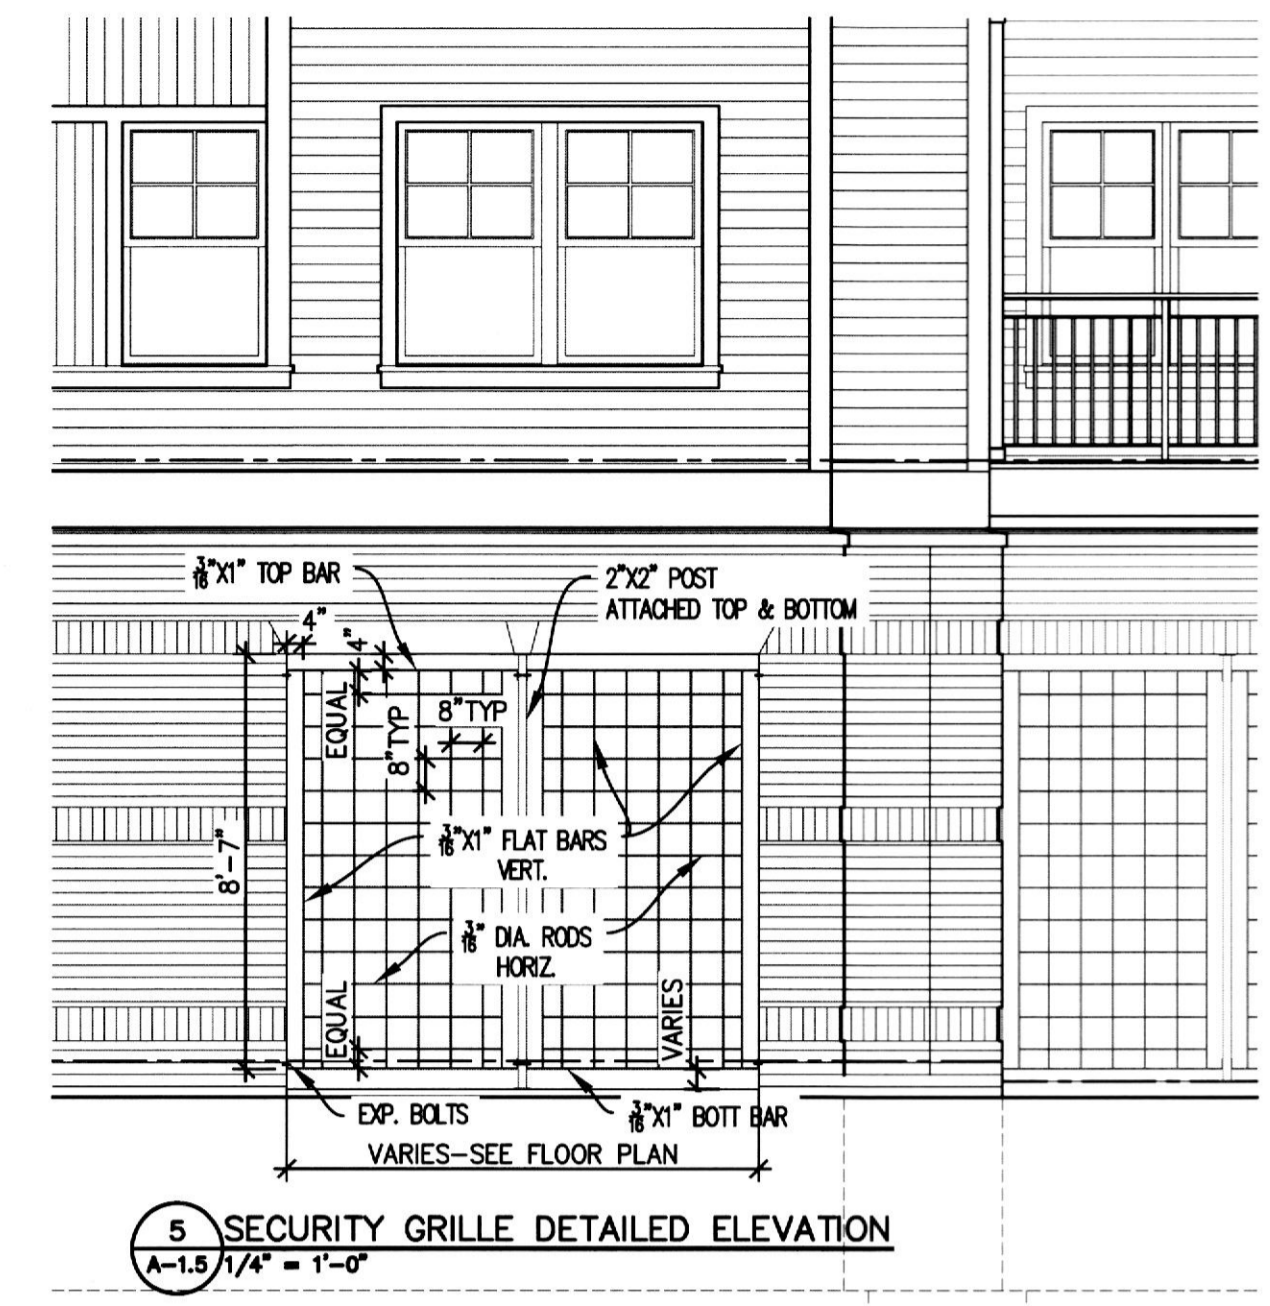 3/16"X1" TOP BAR
2"X2" POST
ATTACHED TOP & BOTTOM
4"
4"
EQUAL
8"TYP
8"TYP
8'-7"
3/16"X1" FLAT BARS
VERT.
3/16" DIA. RODS
HORIZ.
EQUAL
VARIES
EXP. BOLTS
3/16"X1" BOTT BAR
VARIES-SEE FLOOR PLAN
5
A-1.5
SECURITY GRILLE DETAILED ELEVATION
1/4" = 1'-0"